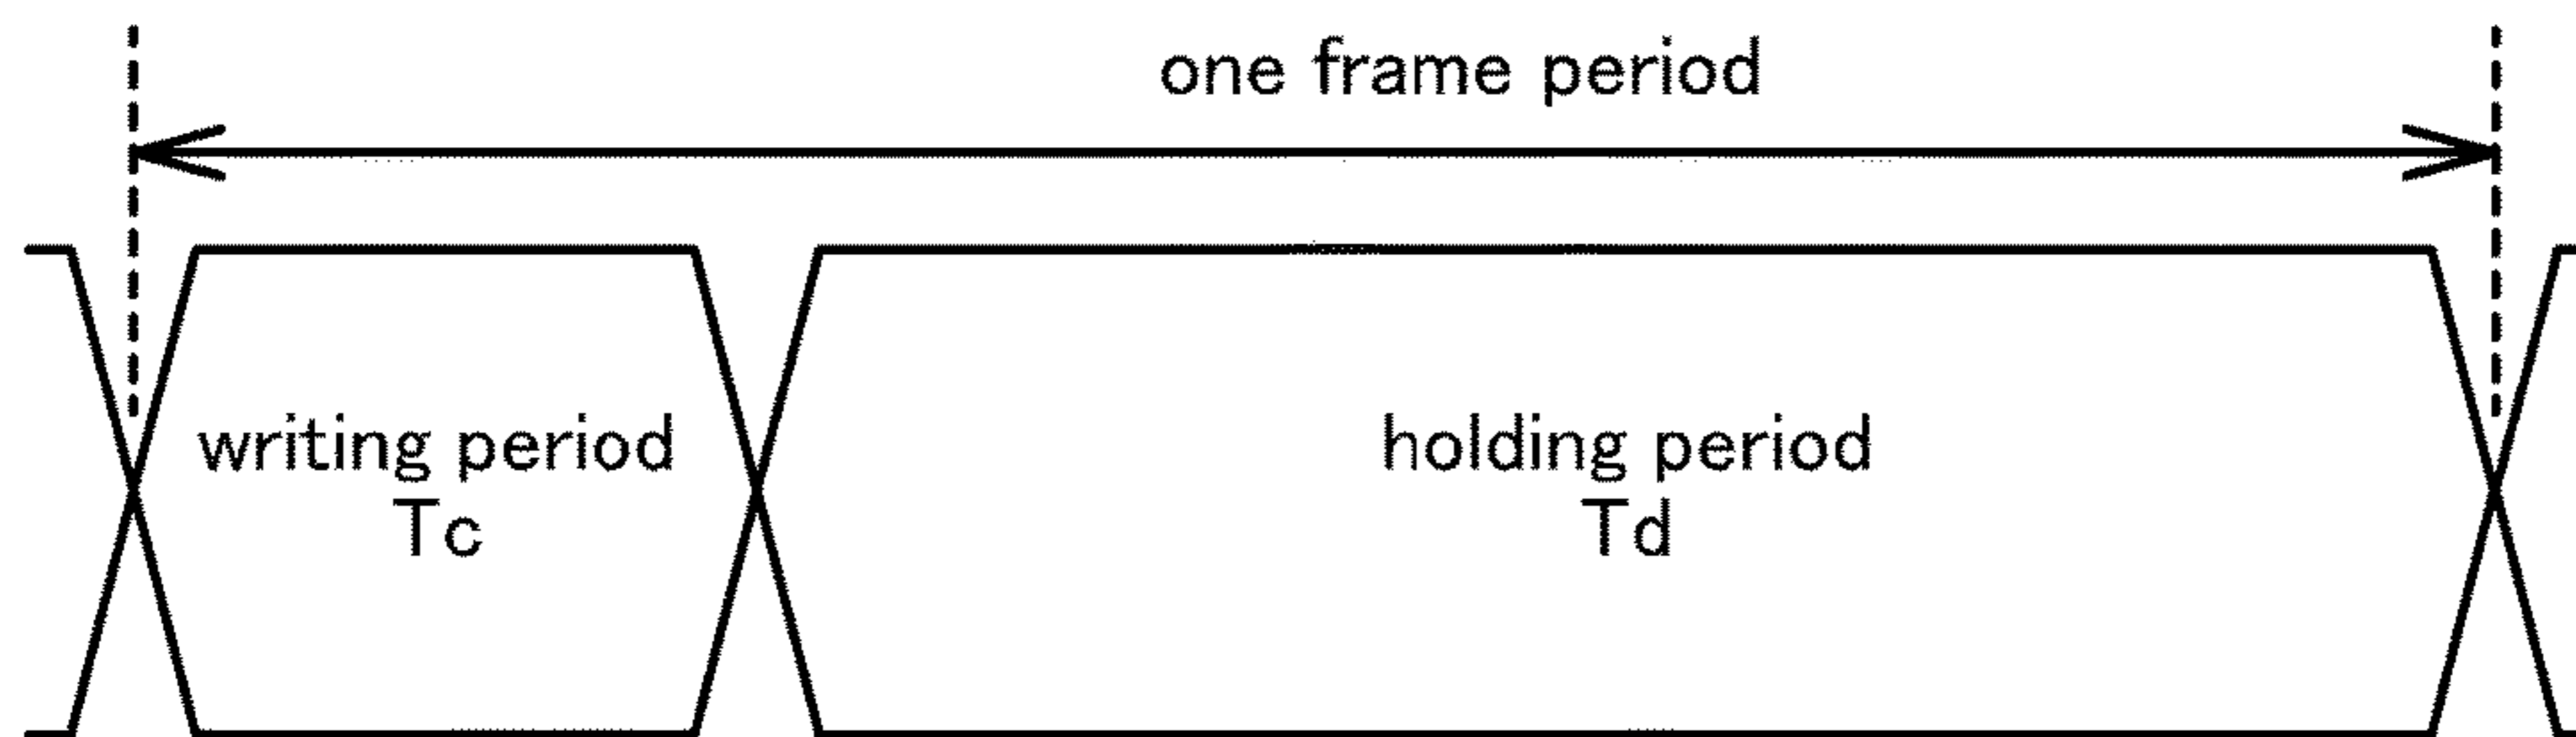 one frame period
writing period
Tc
holding period
Td